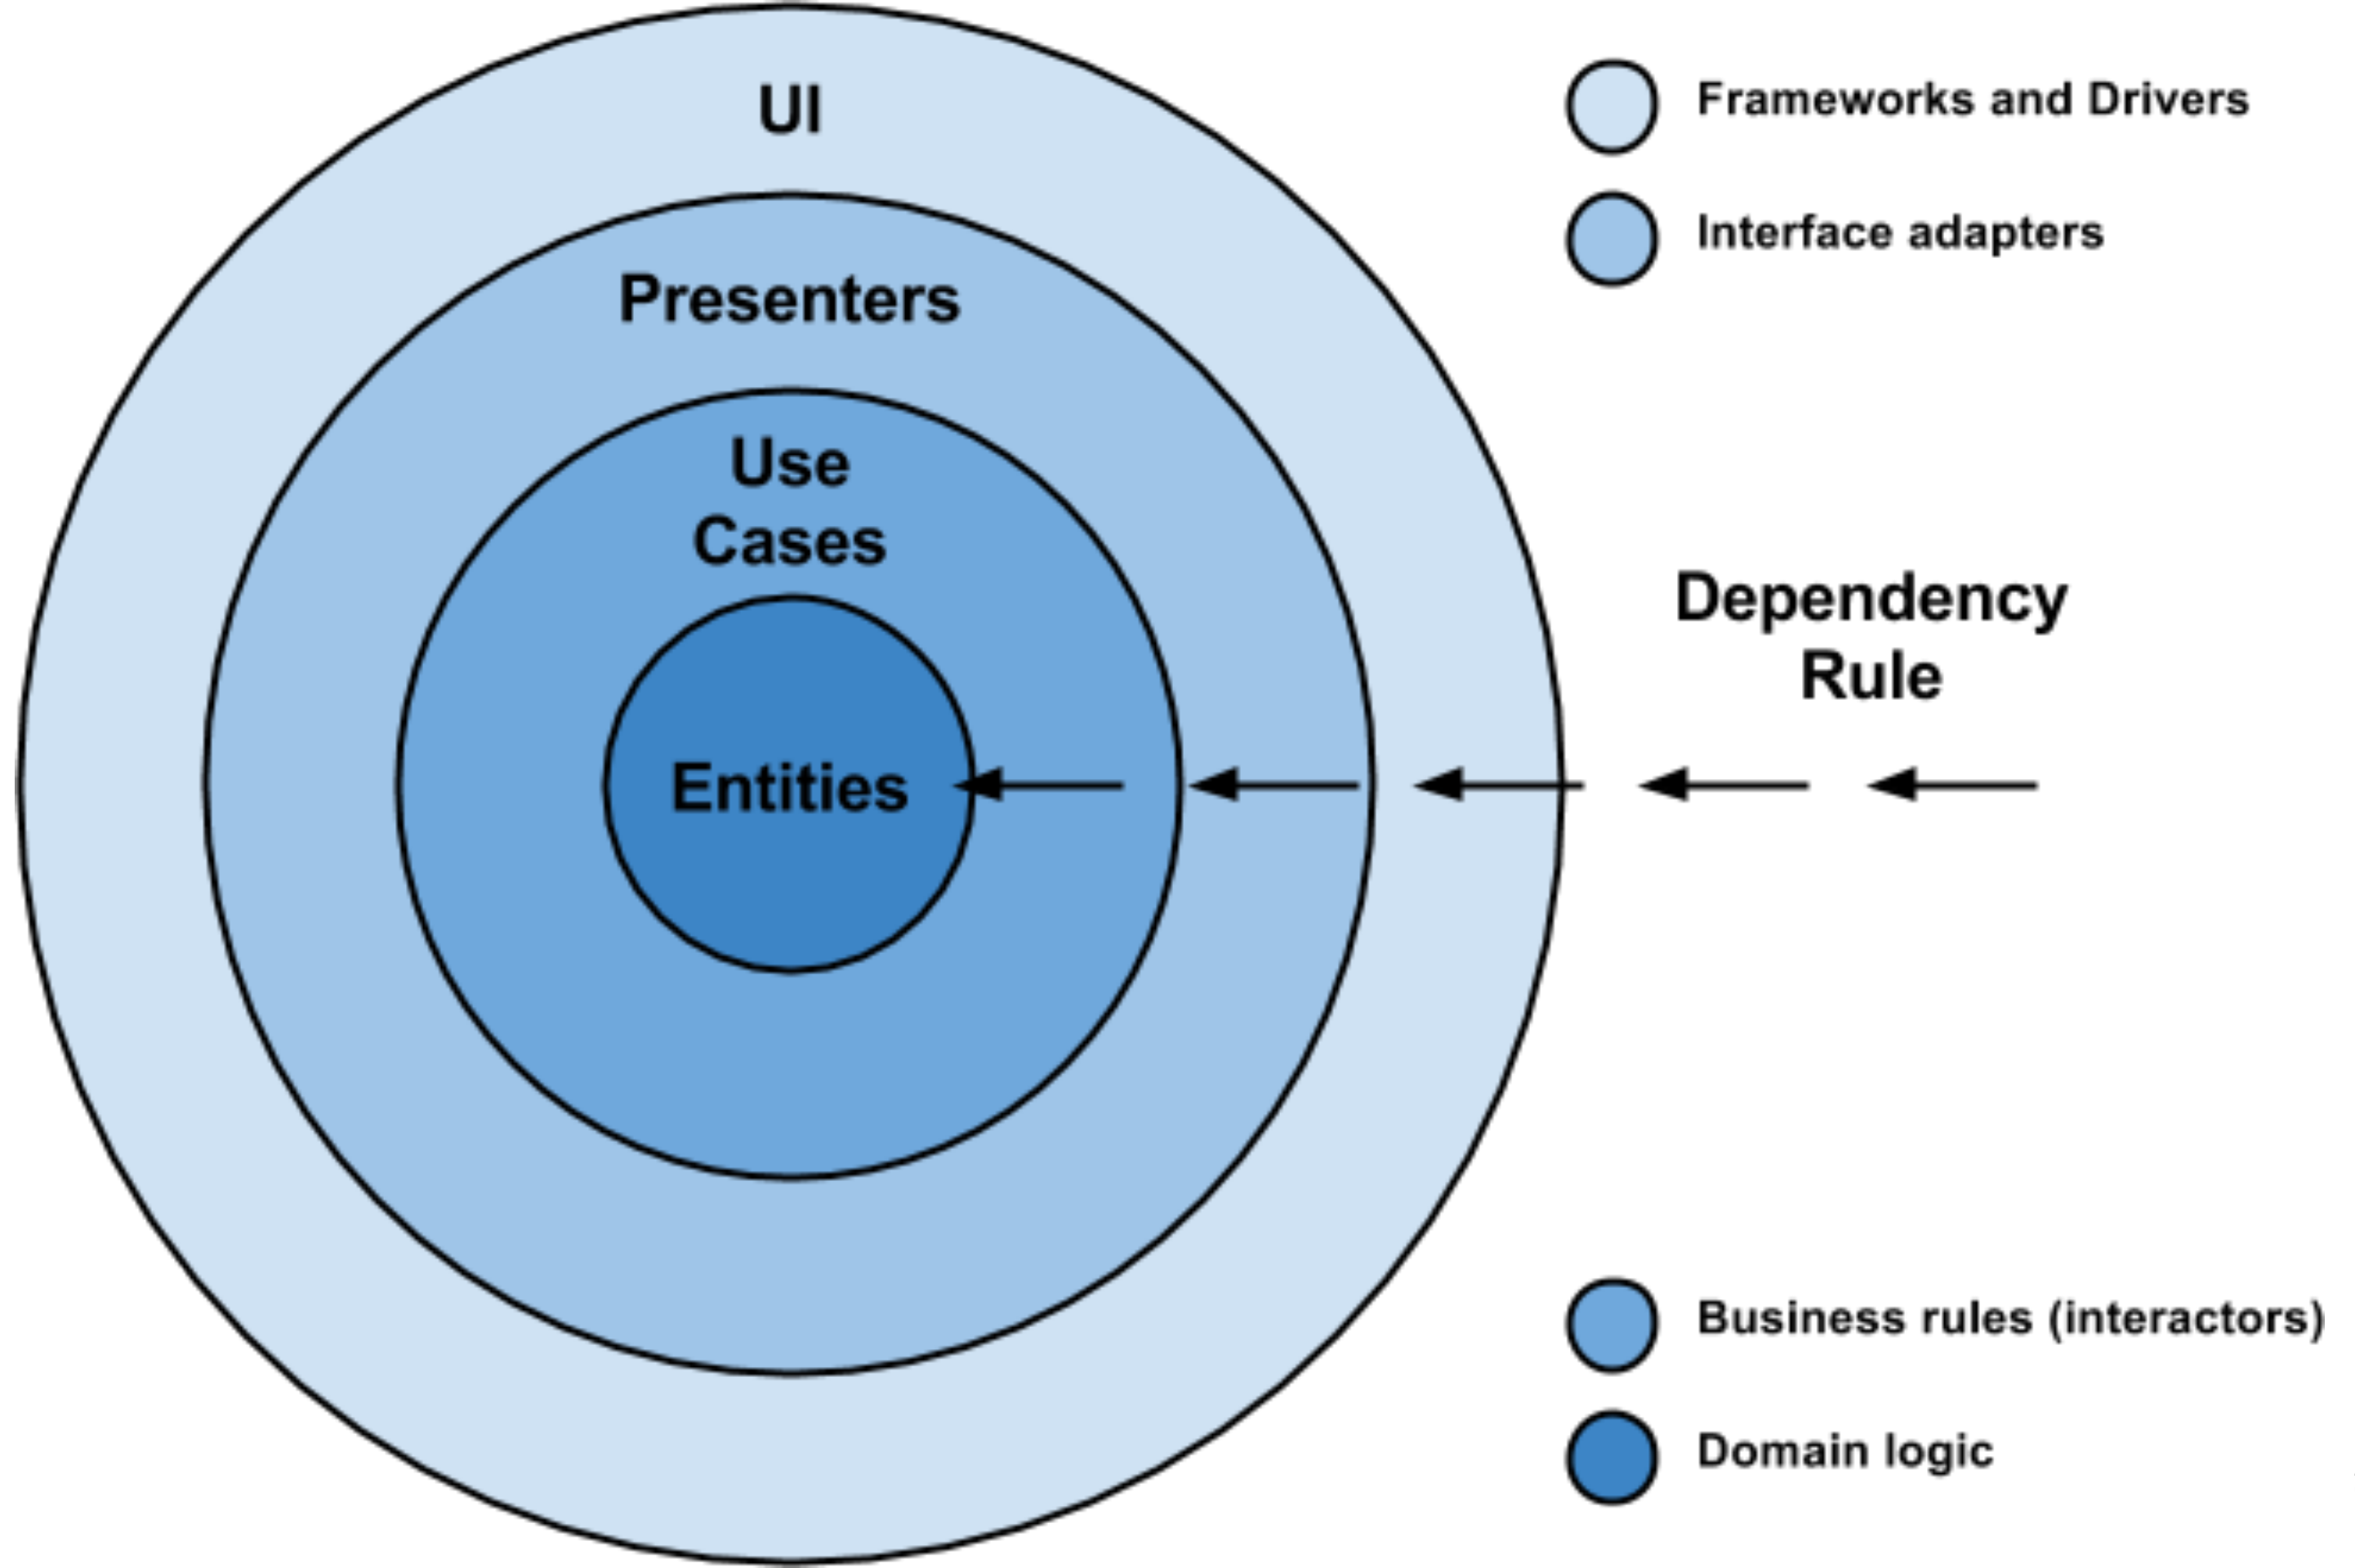 UI
Presenters
Use
Cases
Entities
Frameworks and Drivers
Interface adapters
Dependency
Rule
Business rules (interactors)
Domain logic